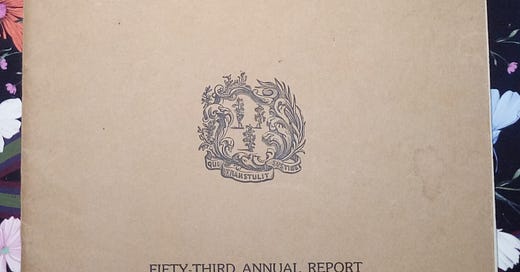 QUI TRANSTULIT SUSTINET
FIFTY-THIRD ANNUAL REPORT